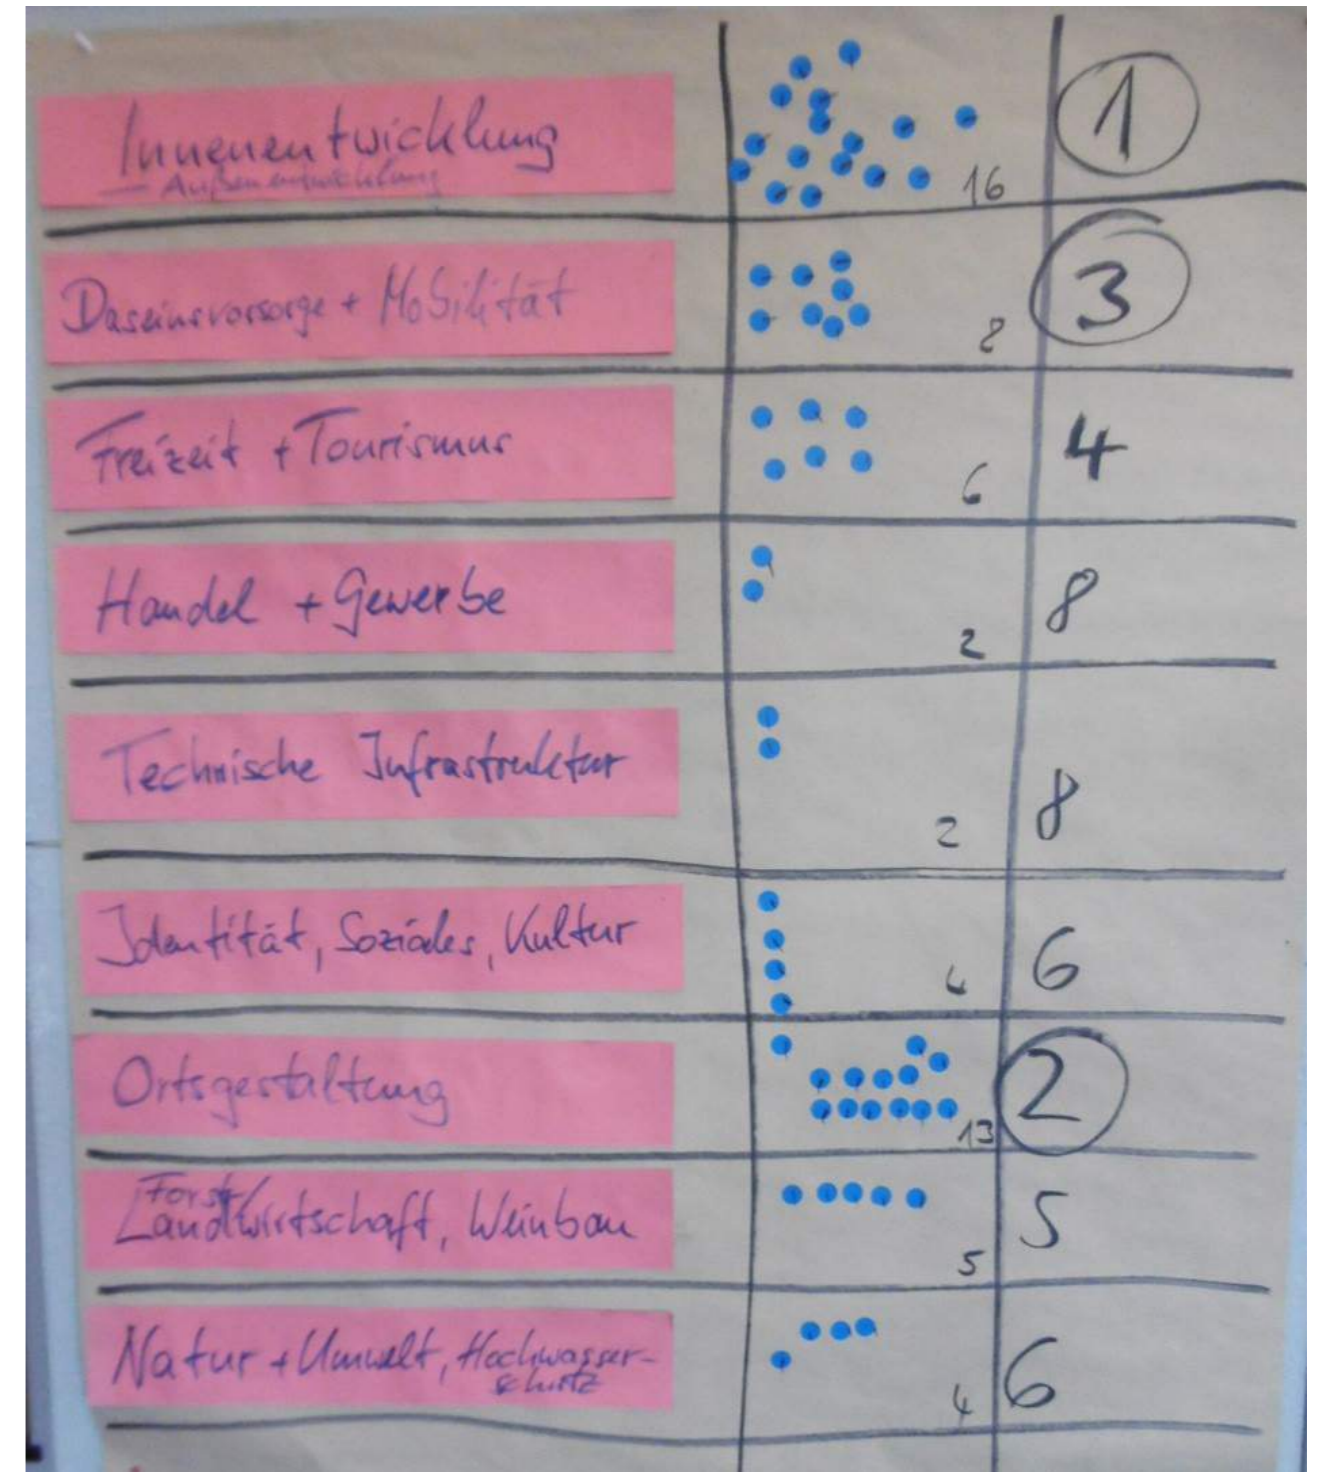 Innenentwicklung
— Außenentwicklung
16
1
Daseinsvorsorge + Mobilität
8
3
Freizeit + Tourismus
6
4
Handel + Gewerbe
2
8
Technische Infrastruktur
2
8
Identität, Soziales, Kultur
4
6
Ortsgestaltung
13
2
Forst/
Landwirtschaft, Weinbau
5
5
Natur + Umwelt, Hochwasser-
schutz
4
6